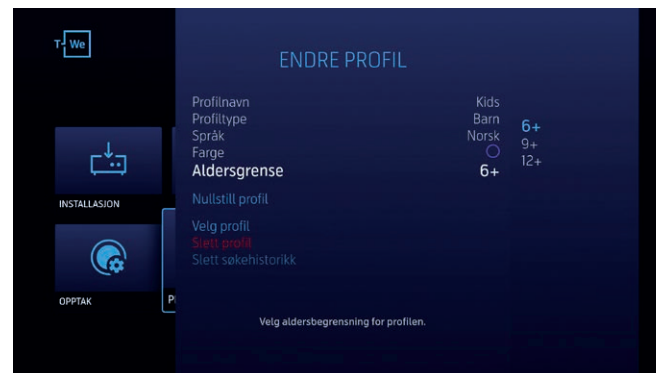 T-We
ENDRE PROFIL
Profilnavn Kids
Profiltype Barn
Språk Norsk
Farge
Aldersgrense 6+
6+
9+
12+
Nullstill profil
Velg profil
Slett profil
Slett søkehistorikk
Velg aldersbegrensning for profilen.
INSTALLASJON
OPPTAK
P